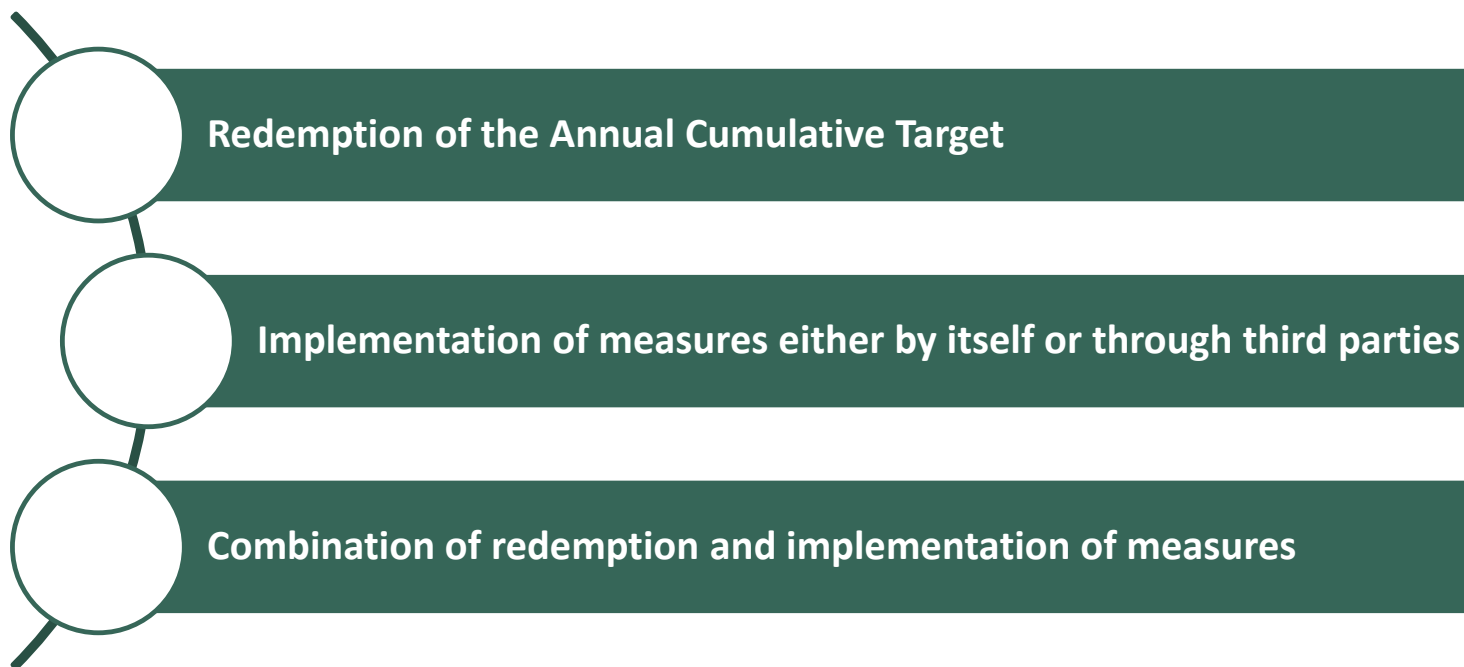 Redemption of the Annual Cumulative Target
Implementation of measures either by itself or through third parties
Combination of redemption and implementation of measures